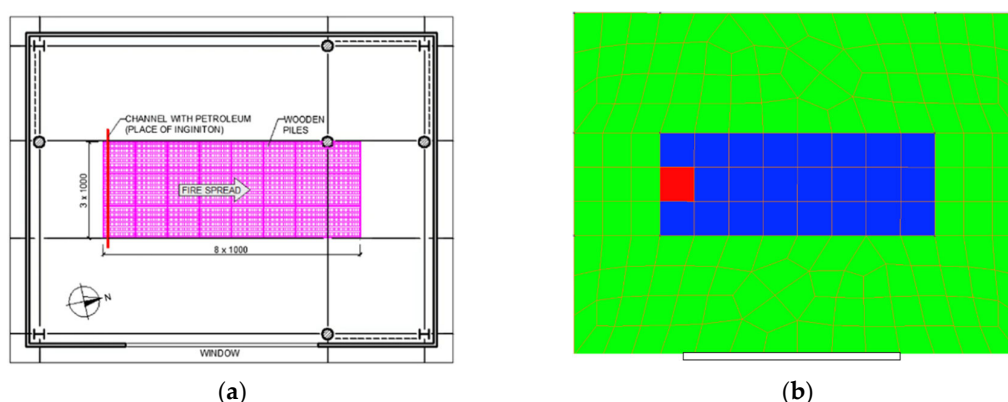 CHANNEL WITH PETROLEUM
(PLACE OF INGINITON)
WOODEN
PILES
FIRE SPREAD
3 x 1000
8 x 1000
N
WINDOW
(a)
(b)